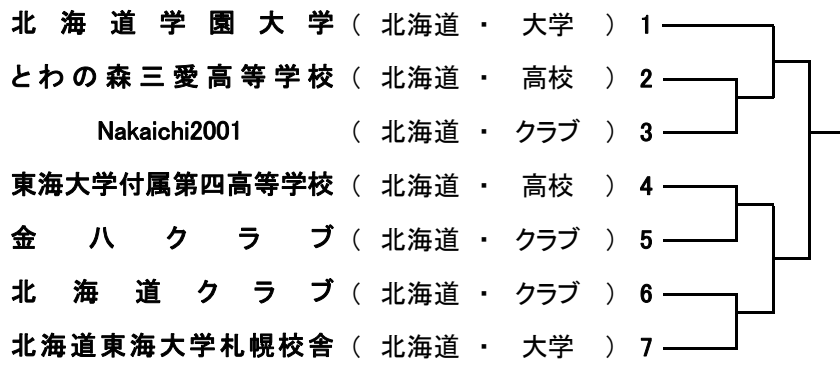 北海道学園大学 ( 北海道 ・ 大学 ) 1
とわの森三愛高等学校 ( 北海道 ・ 高校 ) 2
Nakaichi2001 ( 北海道 ・ クラブ ) 3
東海大学付属第四高等学校 ( 北海道 ・ 高校 ) 4
金八クラブ ( 北海道 ・ クラブ ) 5
北海道クラブ ( 北海道 ・ クラブ ) 6
北海道東海大学札幌校舎 ( 北海道 ・ 大学 ) 7